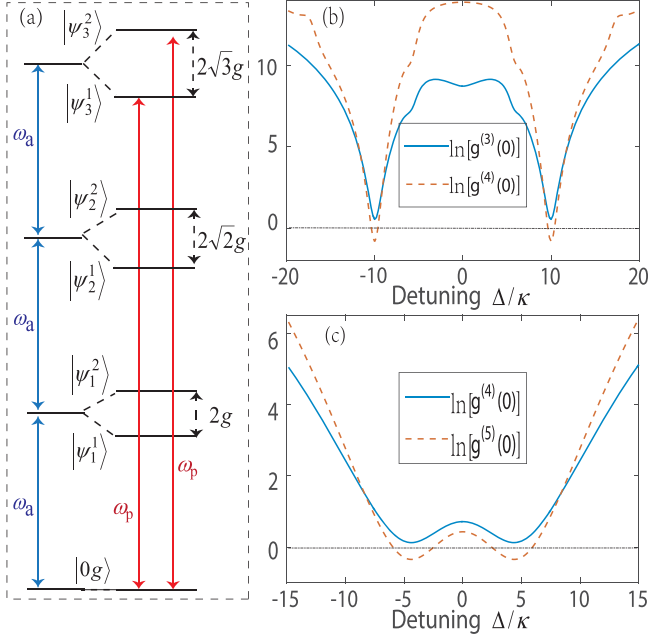 (a)
|ψ₃²⟩
2√3g
|ψ₃¹⟩
ωₐ
|ψ₂²⟩
2√2g
|ψ₂¹⟩
ωₐ
|ψ₁²⟩
2g
|ψ₁¹⟩
ωₚ
ωₐ
ωₚ
|0g⟩
(b)
10
5
0
ln[g⁽³⁾(0)]
ln[g⁽⁴⁾(0)]
-20 -10 0 10 20
Detuning Δ/κ
(c)
6
4
2
0
ln[g⁽⁴⁾(0)]
ln[g⁽⁵⁾(0)]
-15 -10 -5 0 5 10 15
Detuning Δ/κ